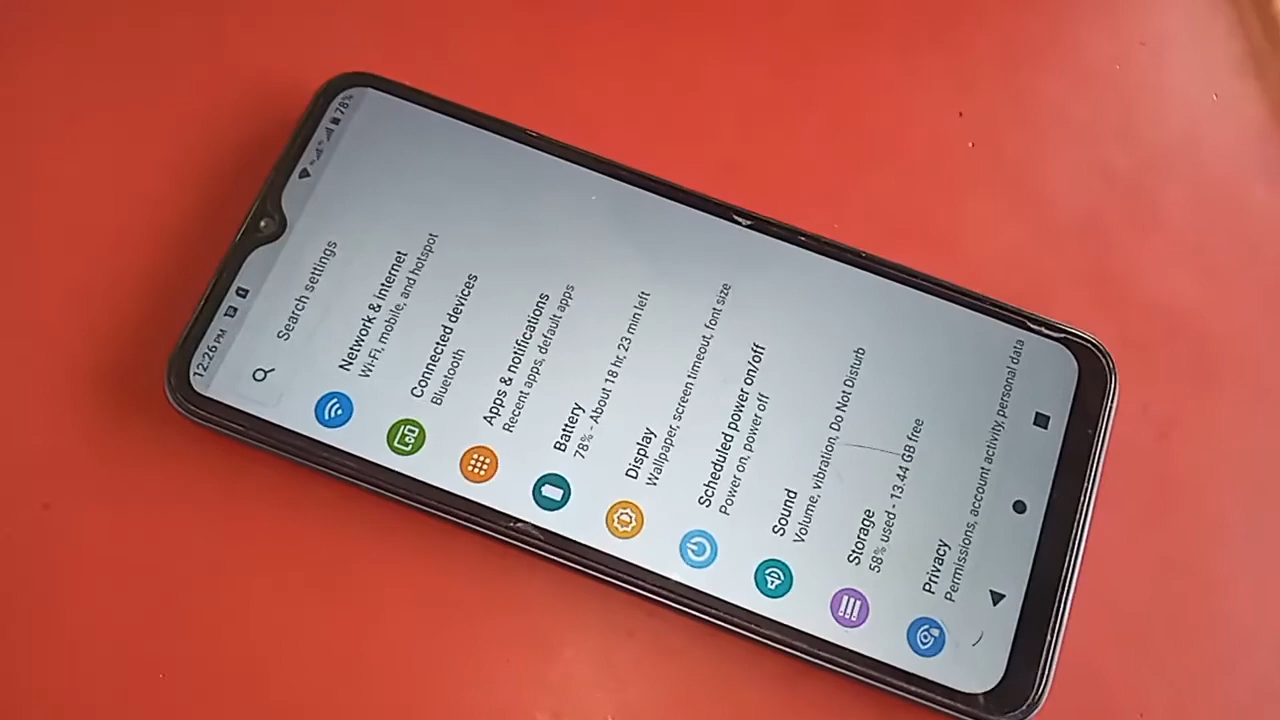 12:26 PM 78%
Search settings
Network & internet
Wi-Fi, mobile, and hotspot
Connected devices
Bluetooth
Apps & notifications
Recent apps, default apps
Battery
78% - About 18 hr, 23 min left
Display
Wallpaper, screen timeout, font size
Scheduled power on/off
Power on, power off
Sound
Volume, vibration, Do Not Disturb
Storage
58% used - 13.44 GB free
Privacy
Permissions, account activity, personal data